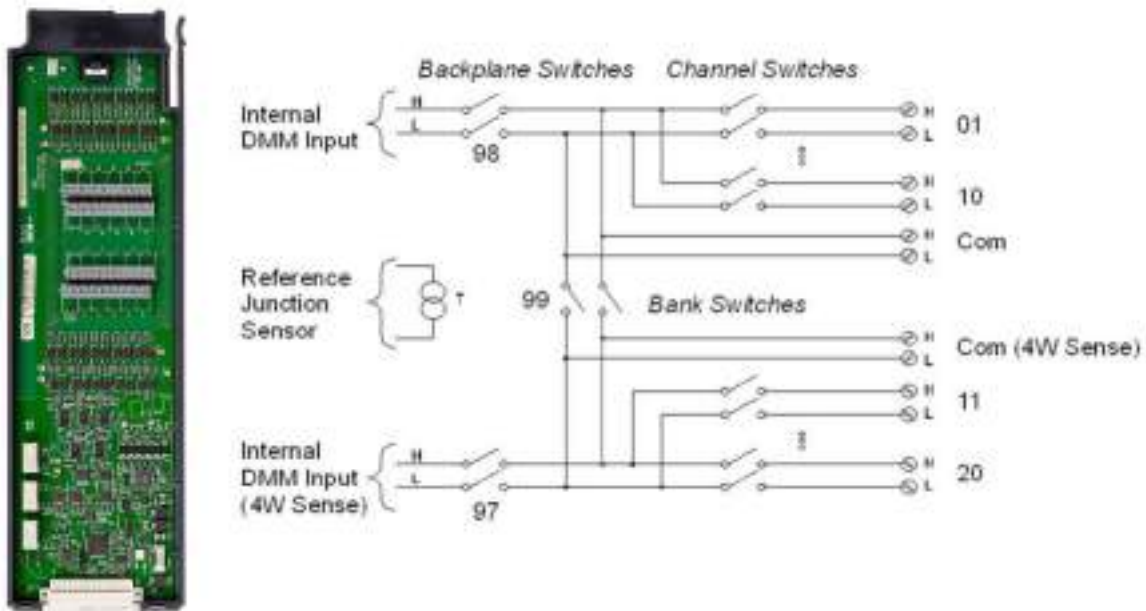 Backplane Switches
Channel Switches
Internal
DMM Input
H
L
98
H
L
01
H
L
10
H
L
Com
Reference
Junction
Sensor
T
99
Bank Switches
H
L
Com (4W Sense)
H
L
11
Internal
DMM Input
(4W Sense)
H
L
97
H
L
20